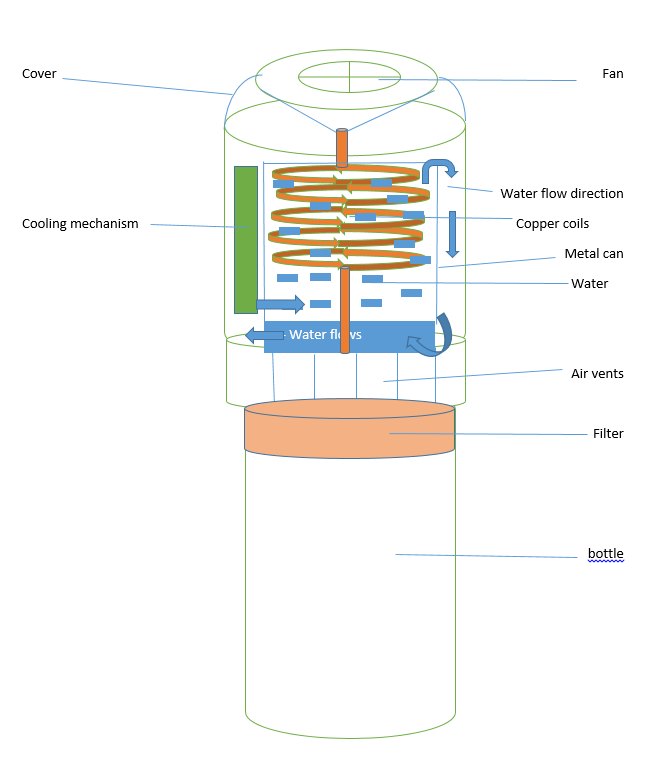 Cover
Fan
Water flow direction
Cooling mechanism
Copper coils
Metal can
Water
Water flows
Air vents
Filter
bottle